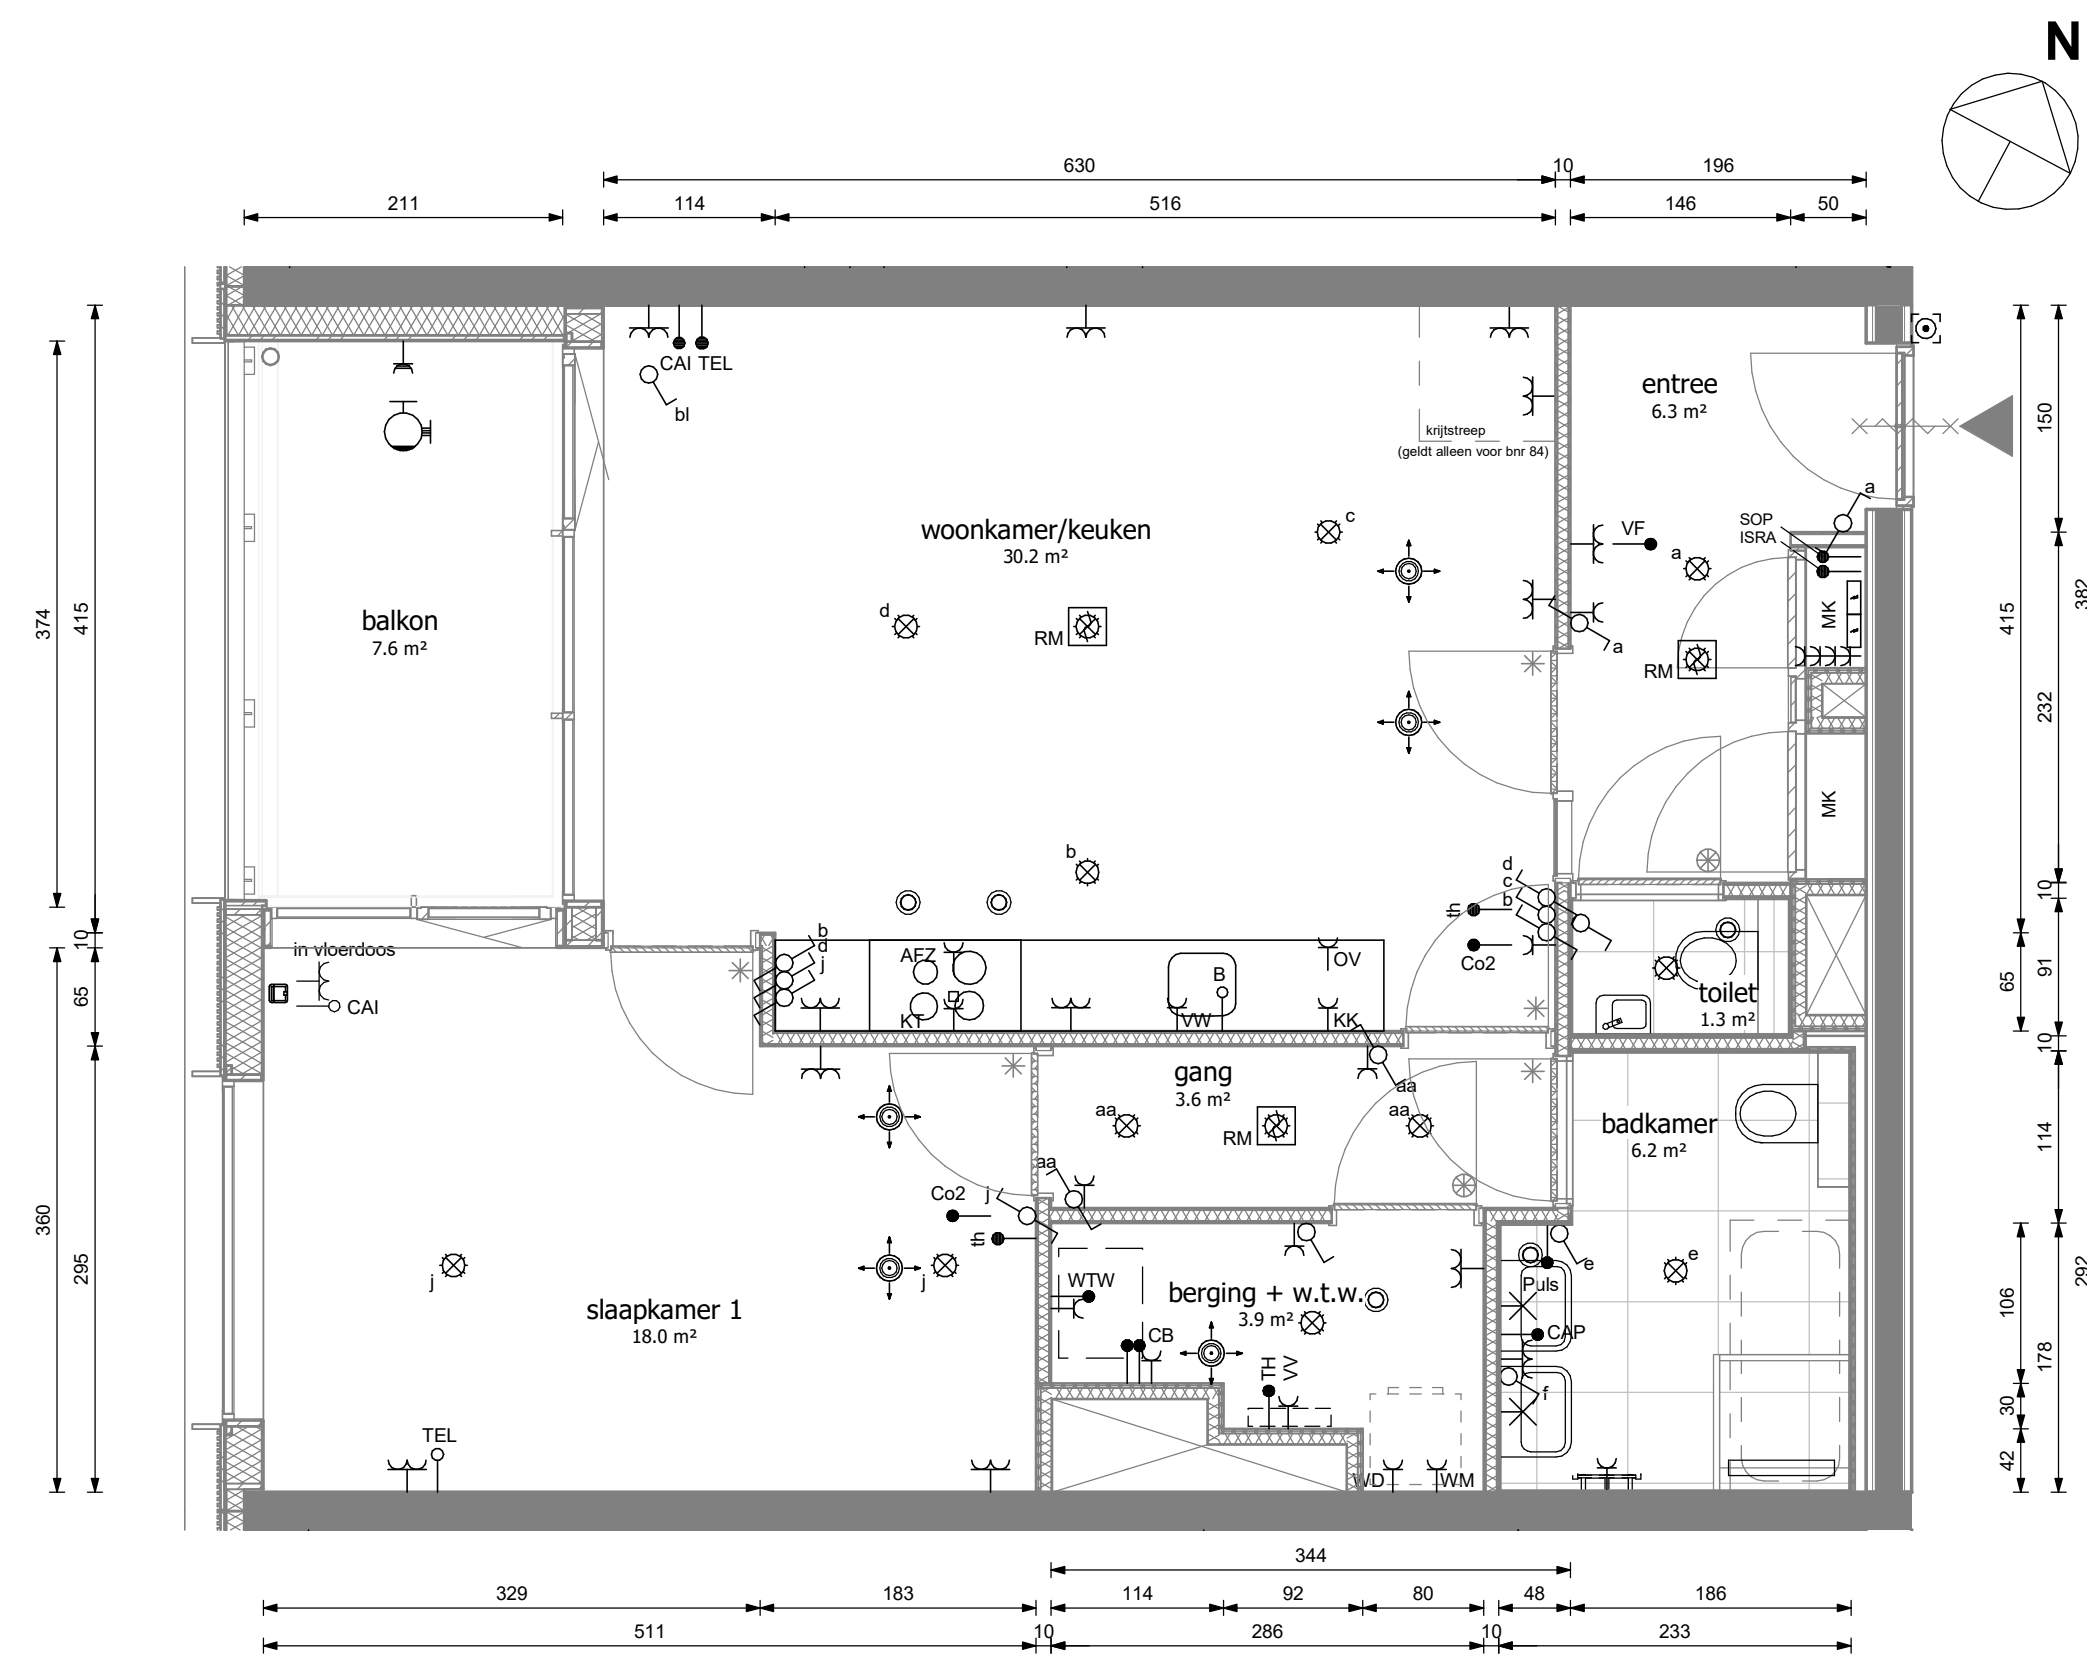 N
630
10
196
211
114
516
146
50
CAI TEL
bl
entree
6.3 m²
krijtstreep
(geldt alleen voor bnr 84)
150
a
SOP
ISRA
VF
c
woonkamer/keuken
30.2 m²
a
382
374
415
balkon
7.6 m²
d
RM
a
MK
415
RM
232
MK
b
d
c
b
th
10
10
in vloerdoos
b
d
j
AFZ
OV
Co2
B
91
65
65
CAI
KT
VW
KK
toilet
1.3 m²
10
gang
3.6 m²
aa
aa
aa
RM
badkamer
6.2 m²
114
aa
Co2
j
th
360
295
e
e
292
WTW
Puls
j
j
berging + w.t.w.
3.9 m²
slaapkamer 1
18.0 m²
CB
CAP
106
178
TH
VV
f
30
TEL
WD
WM
42
344
329
183
114
92
80
48
186
511
10
286
10
233